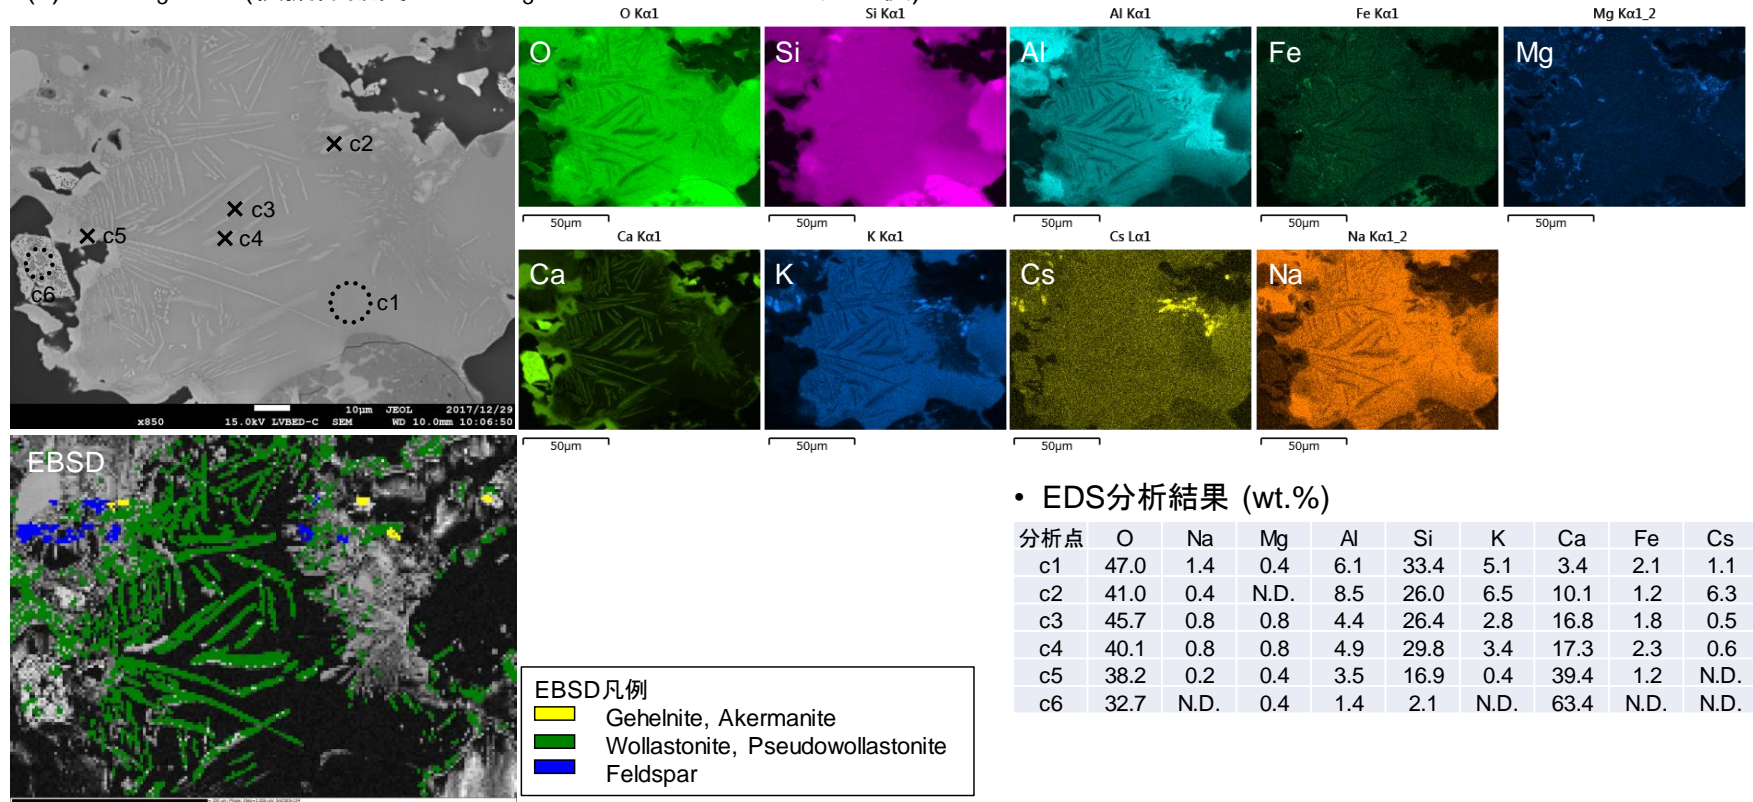 O Kα1
Si Kα1
Al Kα1
Fe Kα1
Mg Kα1_2
O
Si
Al
Fe
Mg
× c2
× c3
× c5
× c4
c6
c1
50µm
50µm
50µm
50µm
50µm
Ca Kα1
K Kα1
Cs Lα1
Na Kα1_2
Ca
K
Cs
Na
10µm JEOL 2017/12/29
x850 15.0kV LVBED-C SEM WD 10.0mm 10:06:50
50µm
50µm
50µm
50µm
EBSD
• EDS分析結果 (wt.%)
分析点 O Na Mg Al Si K Ca Fe Cs
c1 47.0 1.4 0.4 6.1 33.4 5.1 3.4 2.1 1.1
c2 41.0 0.4 N.D. 8.5 26.0 6.5 10.1 1.2 6.3
c3 45.7 0.8 0.8 4.4 26.4 2.8 16.8 1.8 0.5
c4 40.1 0.8 0.8 4.9 29.8 3.4 17.3 2.3 0.6
c5 38.2 0.2 0.4 3.5 16.9 0.4 39.4 1.2 N.D.
c6 32.7 N.D. 0.4 1.4 2.1 N.D. 63.4 N.D. N.D.
EBSD凡例
Gehelnite, Akermanite
Wollastonite, Pseudowollastonite
Feldspar